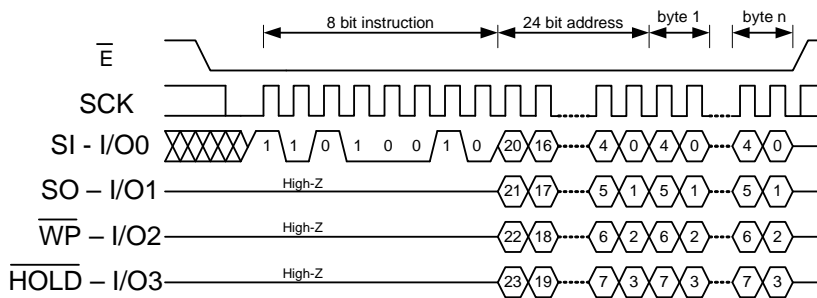 8 bit instruction 24 bit address byte 1 byte n
E
SCK
SI - I/O0 1 1 0 1 0 0 1 0 20 16 4 0 4 0 4 0
SO – I/O1 High-Z 21 17 5 1 5 1 5 1
WP – I/O2 High-Z 22 18 6 2 6 2 6 2
HOLD – I/O3 High-Z 23 19 7 3 7 3 7 3